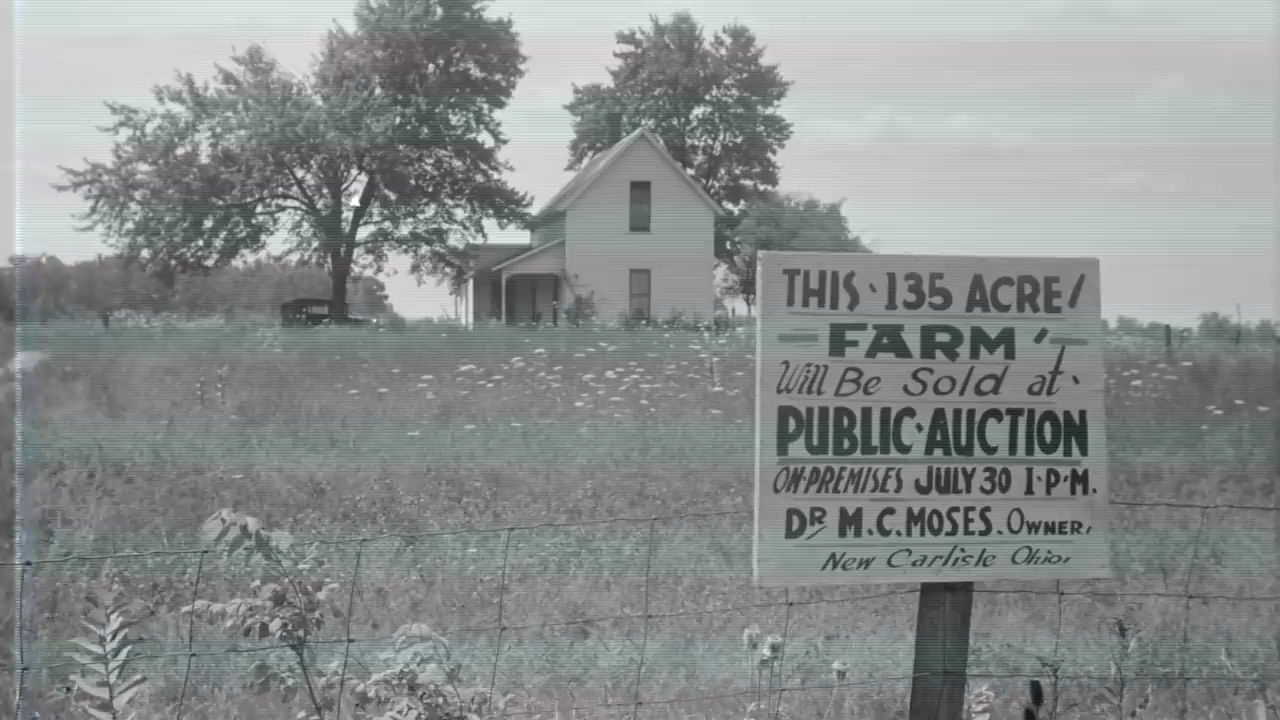 THIS · 135 ACRE
FARM
Will Be Sold at
PUBLIC · AUCTION
ON · PREMISES JULY 30 1 · P · M.
DR M. C. MOSES. OWNER,
New Carlisle Ohio,